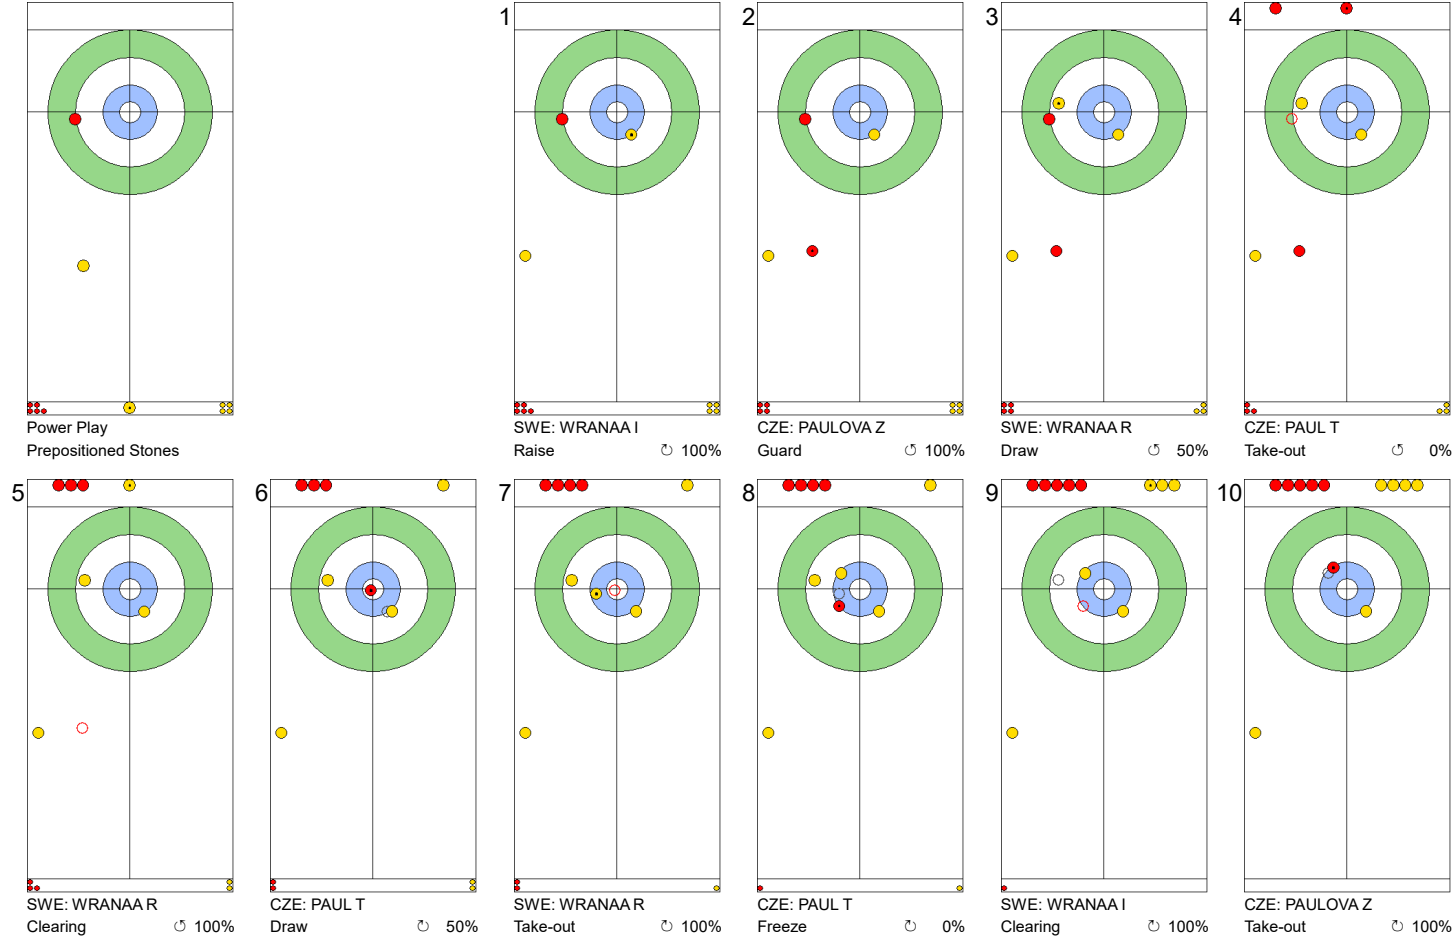 1
2
3
4
Power Play
Prepositioned Stones
SWE: WRANAA I
Raise ↻ 100%
CZE: PAULOVA Z
Guard ↺ 100%
SWE: WRANAA R
Draw ↺ 50%
CZE: PAUL T
Take-out ↺ 0%
5
6
7
8
9
10
SWE: WRANAA R
Clearing ↺ 100%
CZE: PAUL T
Draw ↻ 50%
SWE: WRANAA R
Take-out ↻ 100%
CZE: PAUL T
Freeze ↻ 0%
SWE: WRANAA I
Clearing ↻ 100%
CZE: PAULOVA Z
Take-out ↻ 100%